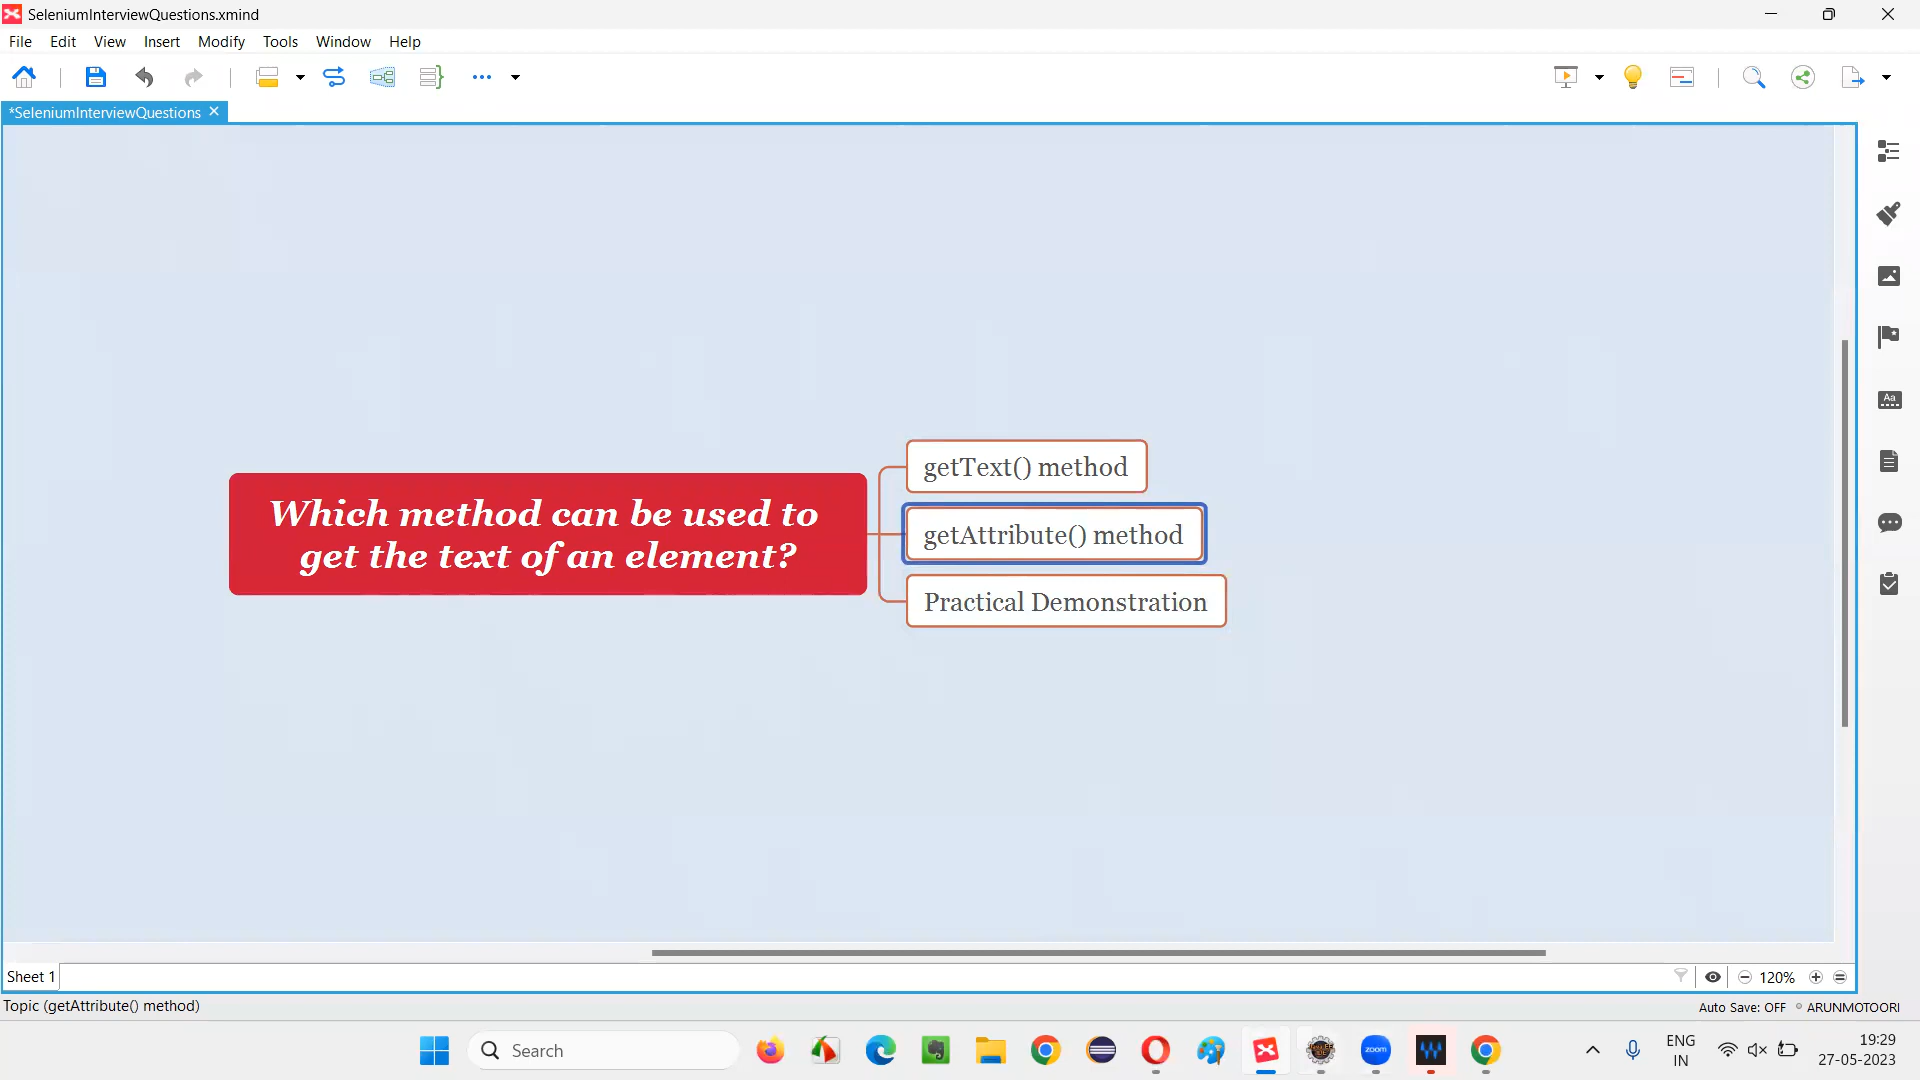 SeleniumInterviewQuestions.xmind
File Edit View Insert Modify Tools Window Help
*SeleniumInterviewQuestions
Which method can be used to
get the text of an element?
getText() method
getAttribute() method
Practical Demonstration
Aa
Sheet 1
120%
Topic (getAttribute() method)
Auto Save: OFF ARUNMOTOORI
Search
zoom
ENG
IN
19:29
27-05-2023